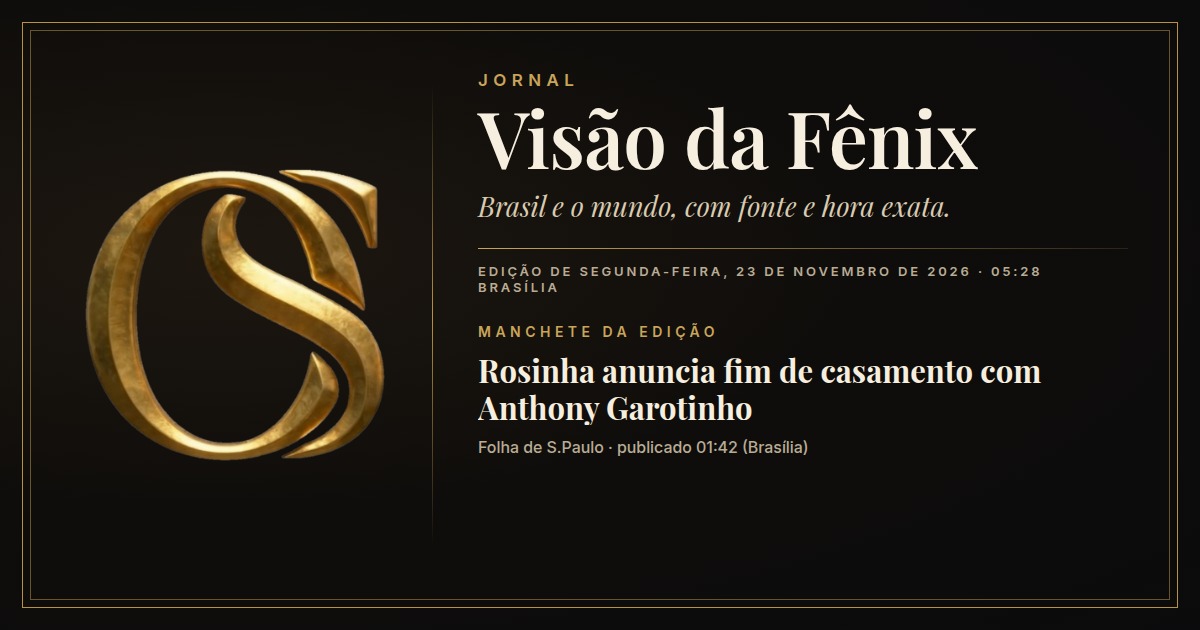 JORNAL
Visão da Fênix
Brasil e o mundo, com fonte e hora exata.
EDIÇÃO DE SEGUNDA-FEIRA, 23 DE NOVEMBRO DE 2026 · 05:28
BRASÍLIA
MANCHETE DA EDIÇÃO
Rosinha anuncia fim de casamento com
Anthony Garotinho
Folha de S.Paulo · publicado 01:42 (Brasília)